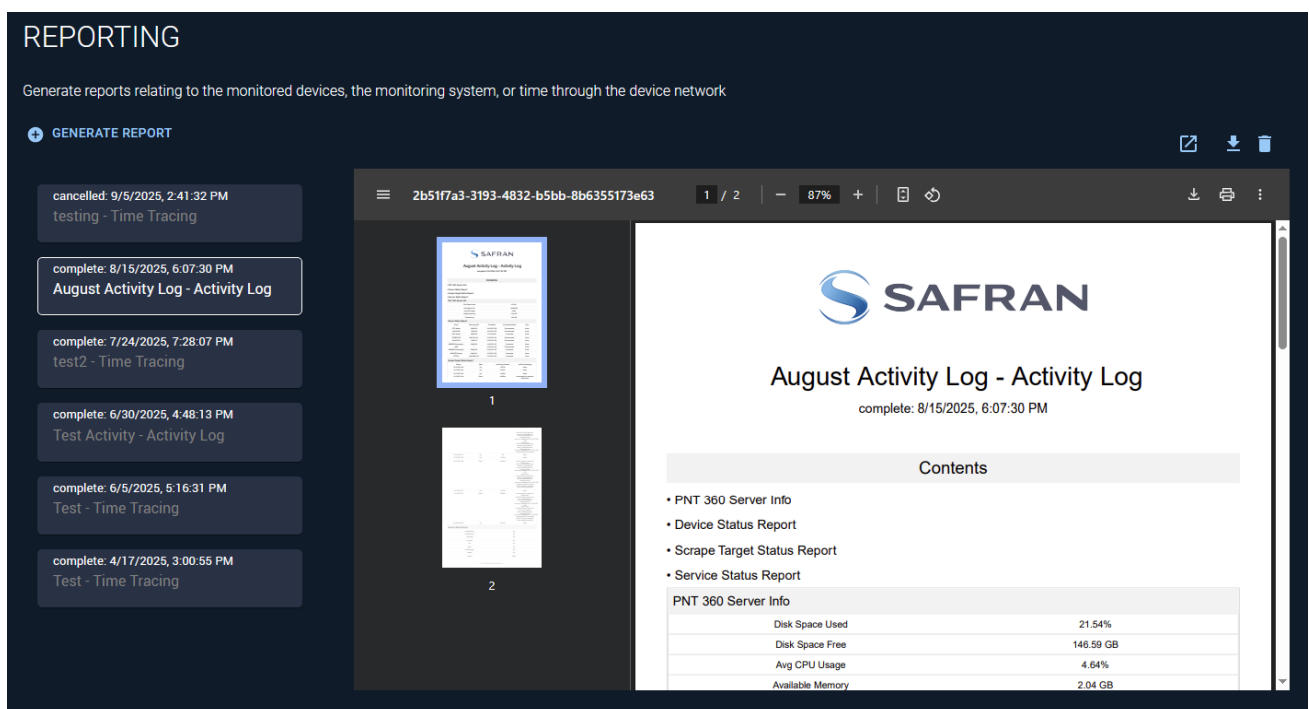 REPORTING
Generate reports relating to the monitored devices, the monitoring system, or time through the device network
GENERATE REPORT
cancelled: 9/5/2025, 2:41:32 PM
testing - Time Tracing
complete: 8/15/2025, 6:07:30 PM
August Activity Log - Activity Log
complete: 7/24/2025, 7:28:07 PM
test2 - Time Tracing
complete: 6/30/2025, 4:48:13 PM
Test Activity - Activity Log
complete: 6/5/2025, 5:16:31 PM
Test - Time Tracing
complete: 4/17/2025, 3:00:55 PM
Test - Time Tracing
2b51f7a3-3193-4832-b5bb-8b6355173e63
1 / 2
87%
SAFRAN
August Activity Log - Activity Log
1
2
SAFRAN
August Activity Log - Activity Log
complete: 8/15/2025, 6:07:30 PM
Contents
• PNT 360 Server Info
• Device Status Report
• Scrape Target Status Report
• Service Status Report
PNT 360 Server Info
Disk Space Used 21.54%
Disk Space Free 146.59 GB
Avg CPU Usage 4.64%
Available Memory 2.04 GB